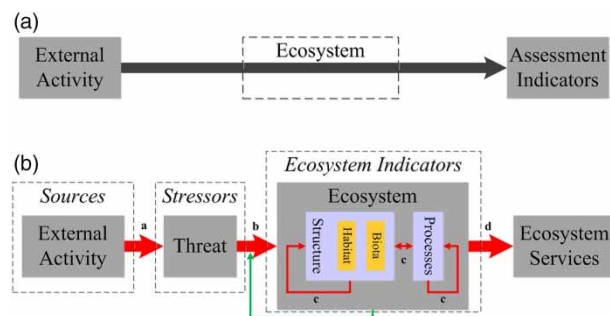 (a)
External
Activity
Ecosystem
Assessment
Indicators
(b)
Sources
External
Activity
a
Stressors
Threat
b
Ecosystem Indicators
Ecosystem
Structure
Habitat
Biota
Processes
c
c
c
d
Ecosystem
Services